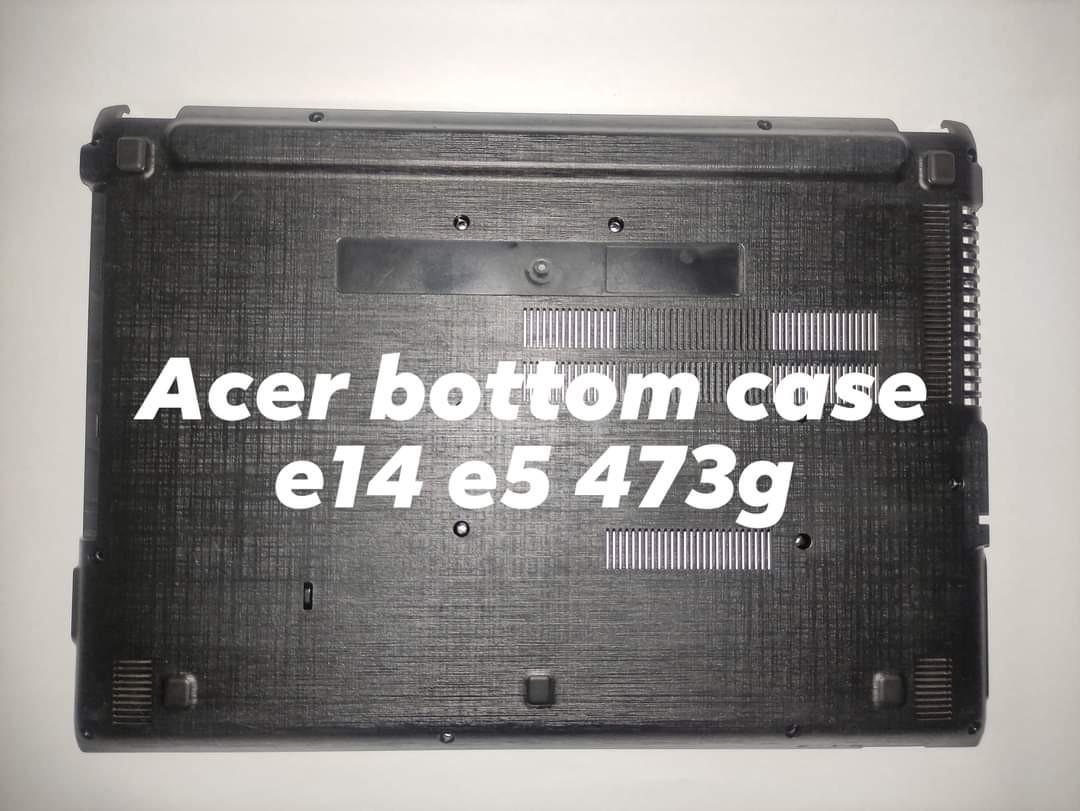 Acer bottom case
e14 e5 473g